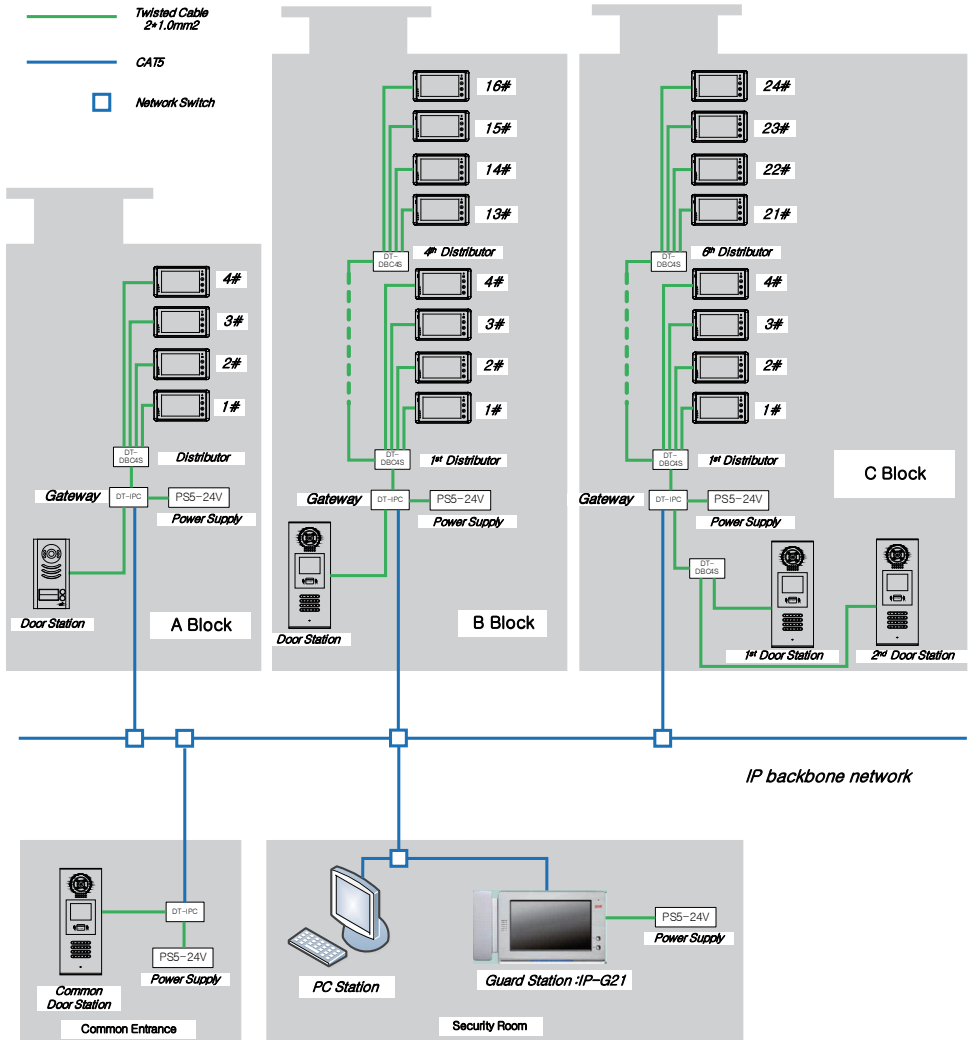 Twisted Cable
2*1.0mm2
CAT5
Network Switch
4#
3#
2#
1#
DT-
DBC4S
Distributor
Gateway
DT-IPC
PS5-24V
Power Supply
Door Station
A Block
16#
15#
14#
13#
DT-
DBC4S
4th Distributor
4#
3#
2#
1#
DT-
DBC4S
1st Distributor
Gateway
DT-IPC
PS5-24V
Power Supply
Door Station
B Block
24#
23#
22#
21#
DT-
DBC4S
6th Distributor
4#
3#
2#
1#
DT-
DBC4S
1st Distributor
C Block
Gateway
DT-IPC
PS5-24V
Power Supply
DT-
DBC4S
1st Door Station
2nd Door Station
IP backbone network
DT-IPC
PS5-24V
Power Supply
Common
Door Station
Common Entrance
PC Station
Guard Station :IP-G21
PS5-24V
Power Supply
Security Room